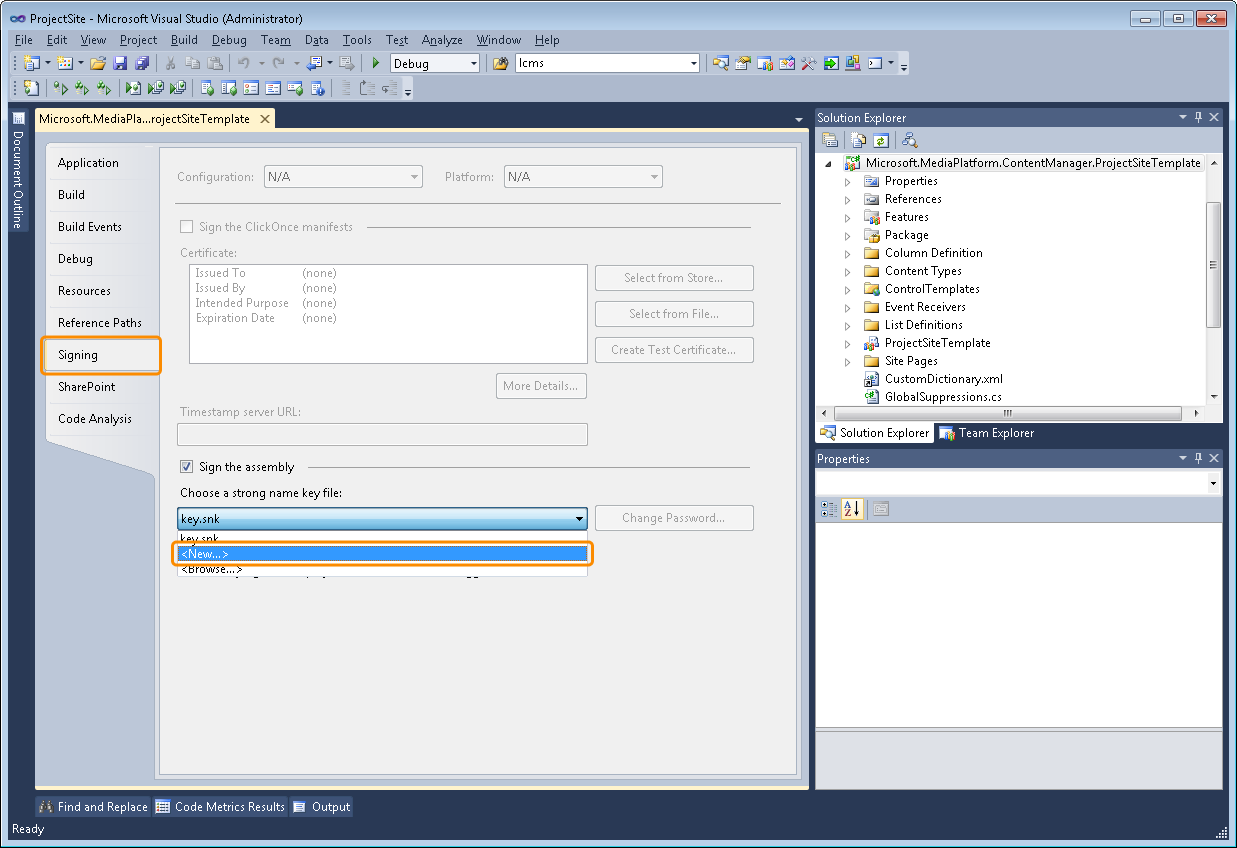 ProjectSite - Microsoft Visual Studio (Administrator)
File Edit View Project Build Debug Team Data Tools Test Analyze Window Help
Debug lcms
Document Outline
Microsoft.MediaPla...rojectSiteTemplate
Application
Build
Build Events
Debug
Resources
Reference Paths
Signing
SharePoint
Code Analysis
Configuration: N/A Platform: N/A
Sign the ClickOnce manifests
Certificate:
Issued To (none)
Issued By (none)
Intended Purpose (none)
Expiration Date (none)
Select from Store...
Select from File...
Create Test Certificate...
More Details...
Timestamp server URL:
Sign the assembly
Choose a strong name key file:
key.snk
Change Password...
key.snk
<New...>
<Browse...>
Solution Explorer
Microsoft.MediaPlatform.ContentManager.ProjectSiteTemplate
Properties
References
Features
Package
Column Definition
Content Types
ControlTemplates
Event Receivers
List Definitions
ProjectSiteTemplate
Site Pages
CustomDictionary.xml
GlobalSuppressions.cs
Solution Explorer Team Explorer
Properties
Find and Replace Code Metrics Results Output
Ready